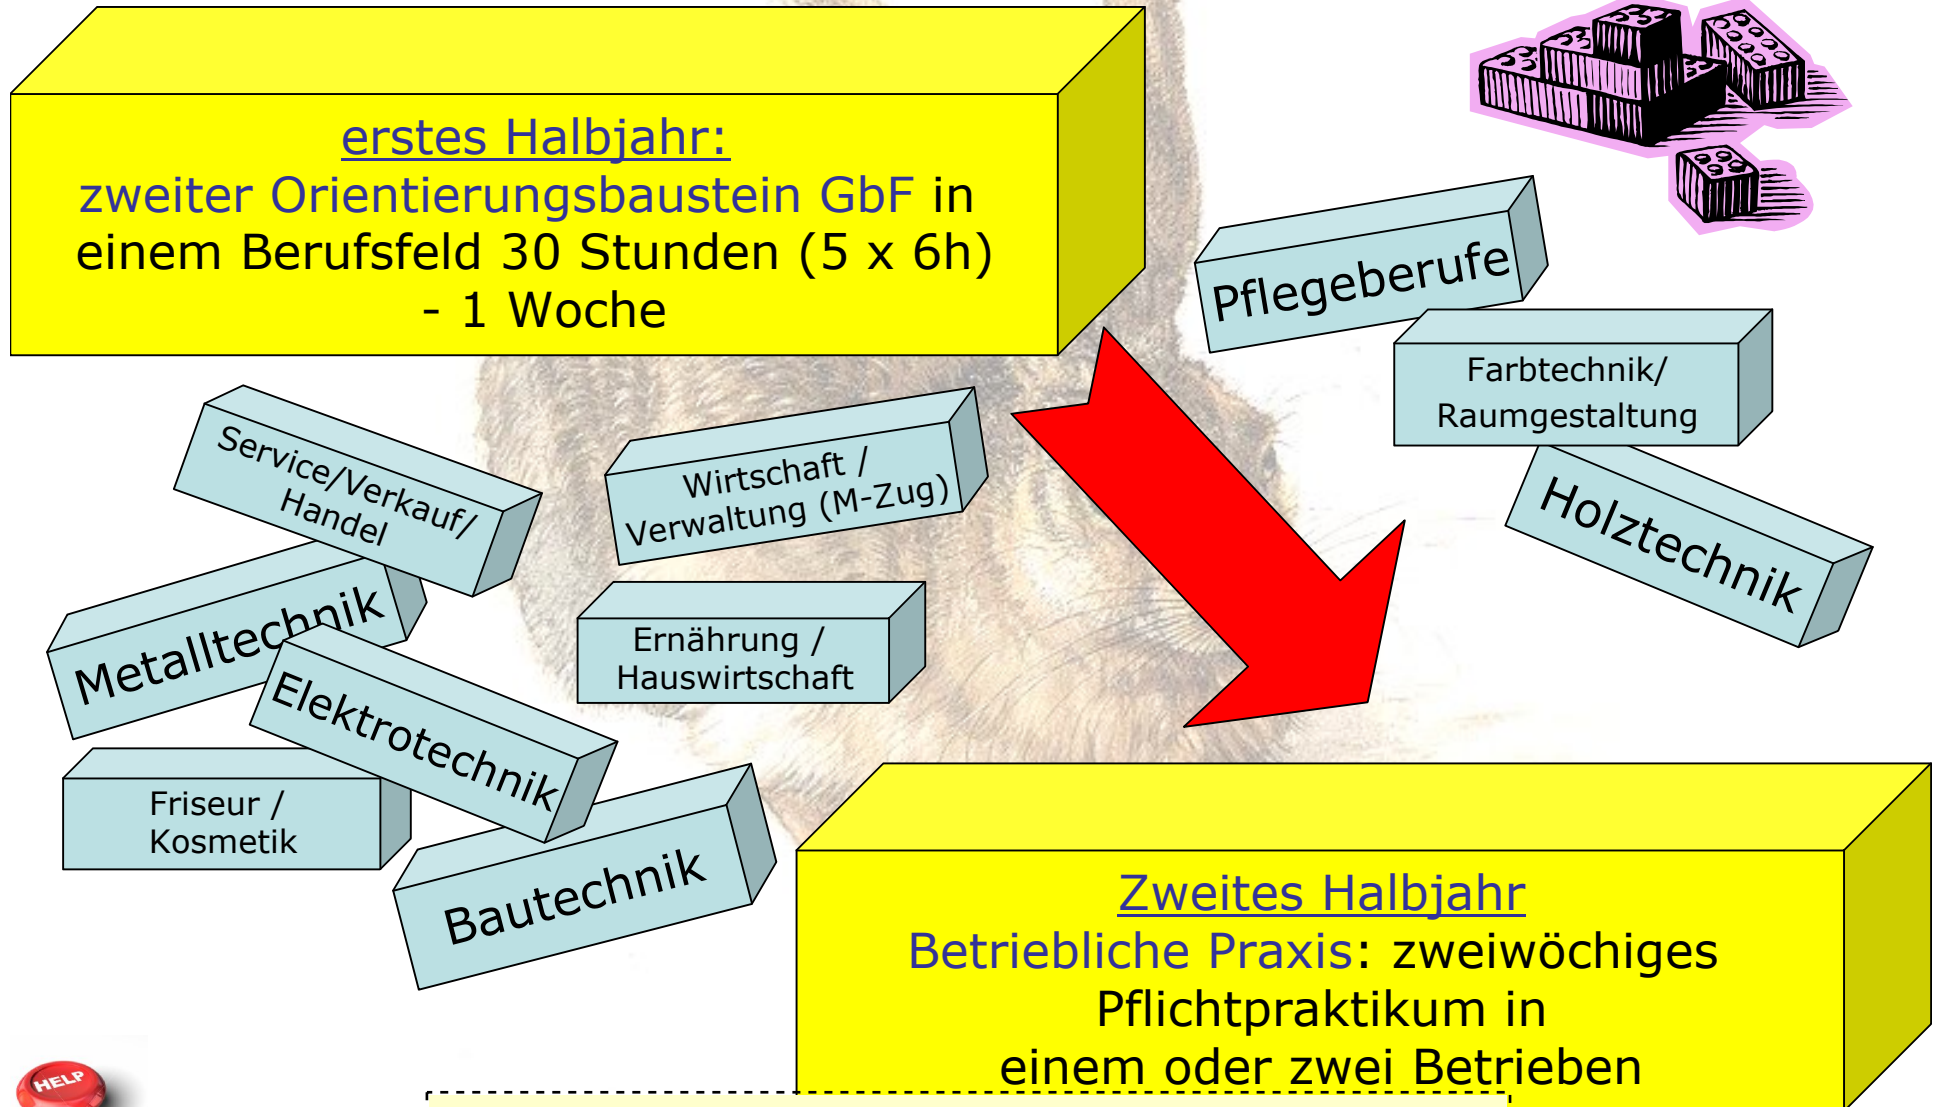 erstes Halbjahr:
zweiter Orientierungsbaustein GbF in
einem Berufsfeld 30 Stunden (5 x 6h)
- 1 Woche
Pflegeberufe
Farbtechnik/
Raumgestaltung
Holztechnik
Service/Verkauf/
Handel
Wirtschaft /
Verwaltung (M-Zug)
Metalltechnik
Ernährung /
Hauswirtschaft
Elektrotechnik
Friseur /
Kosmetik
Bautechnik
Zweites Halbjahr
Betriebliche Praxis: zweiwöchiges
Pflichtpraktikum in
einem oder zwei Betrieben
HELP